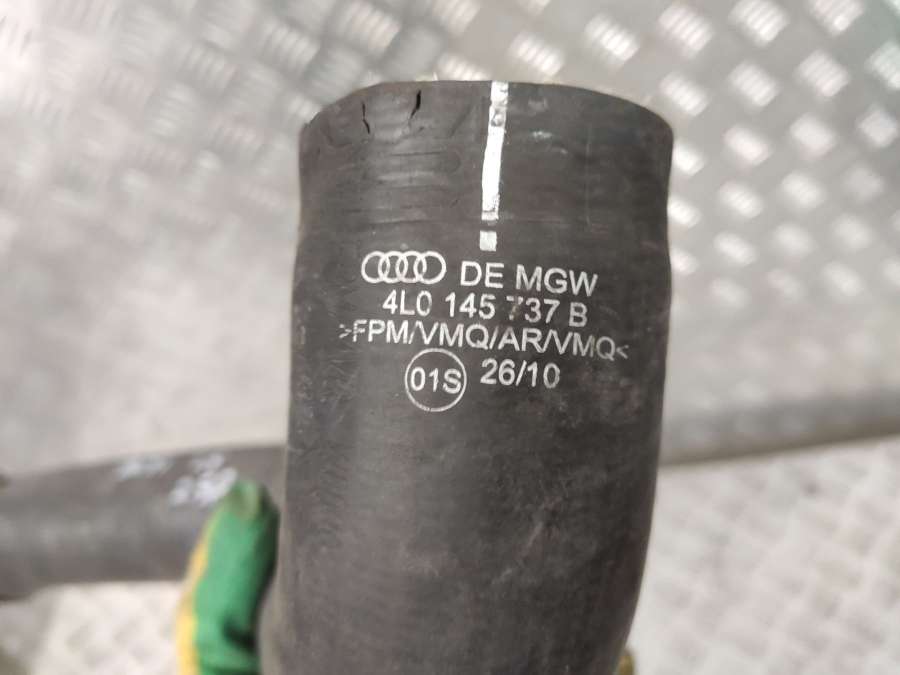 DE MGW
4L0 145 737 B
>FPM/VMQ/AR/VMQ<
01S 26/10